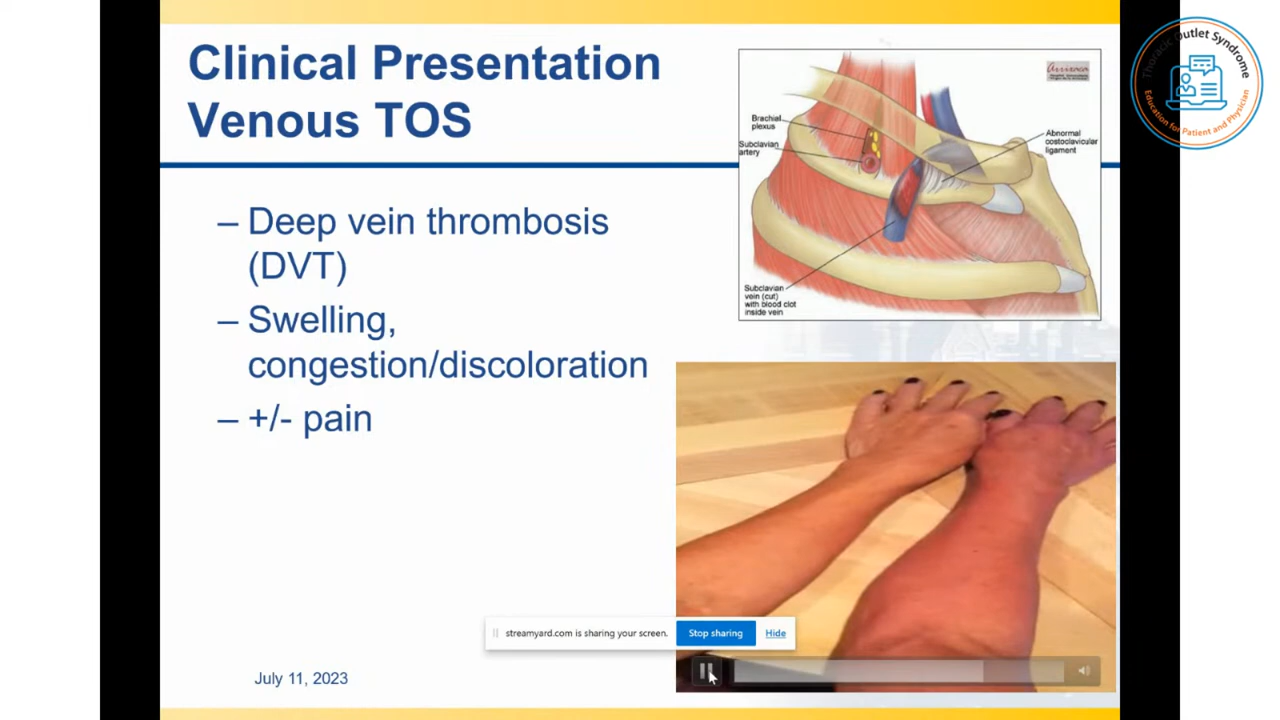 Clinical Presentation
Venous TOS
– Deep vein thrombosis
(DVT)
– Swelling,
congestion/discoloration
– +/- pain
July 11, 2023
Brachial
plexus
Subclavian
artery
Abnormal
costoclavicular
ligament
Subclavian
vein (cut)
with blood clot
inside vein
streamyard.com is sharing your screen.
Stop sharing
Hide
Thoracic Outlet Syndrome
Education for Patient and Physician